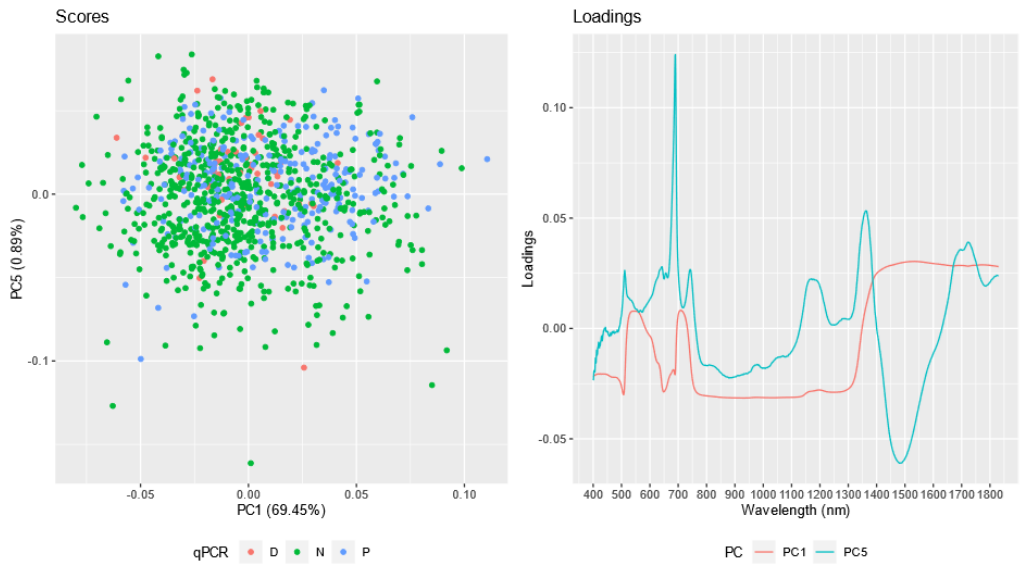 Scores
PC5 (0.89%)
0.0
-0.1
-0.05
0.00
0.05
0.10
PC1 (69.45%)
qPCR D N P
Loadings
Loadings
0.10
0.05
0.00
-0.05
400 500 600 700 800 900 1000 1100 1200 1300 1400 1500 1600 1700 1800
Wavelength (nm)
PC PC1 PC5